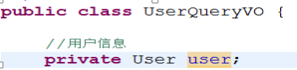 public class UserQueryVO {
//用户信息
private User user;